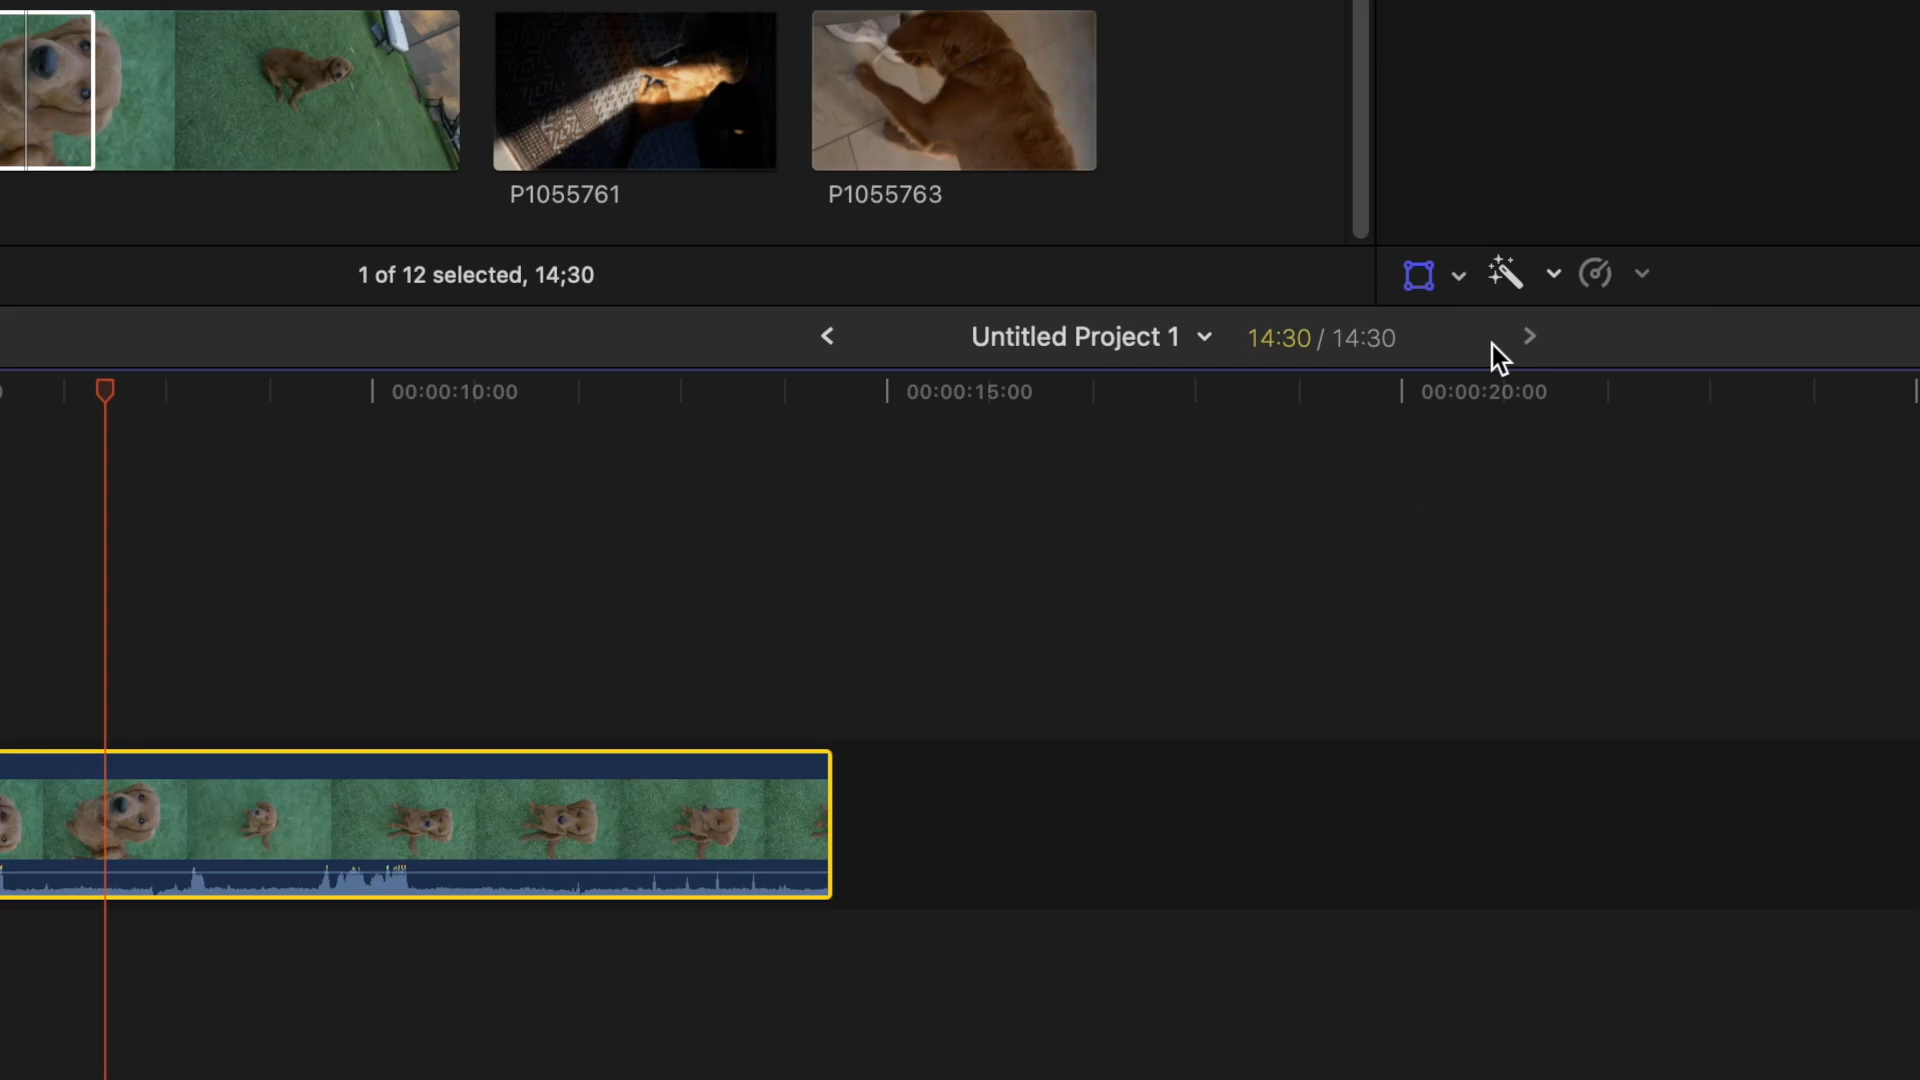 P1055761
P1055763
1 of 12 selected, 14;30
Untitled Project 1
14:30 / 14:30
00:00:10:00
00:00:15:00
00:00:20:00